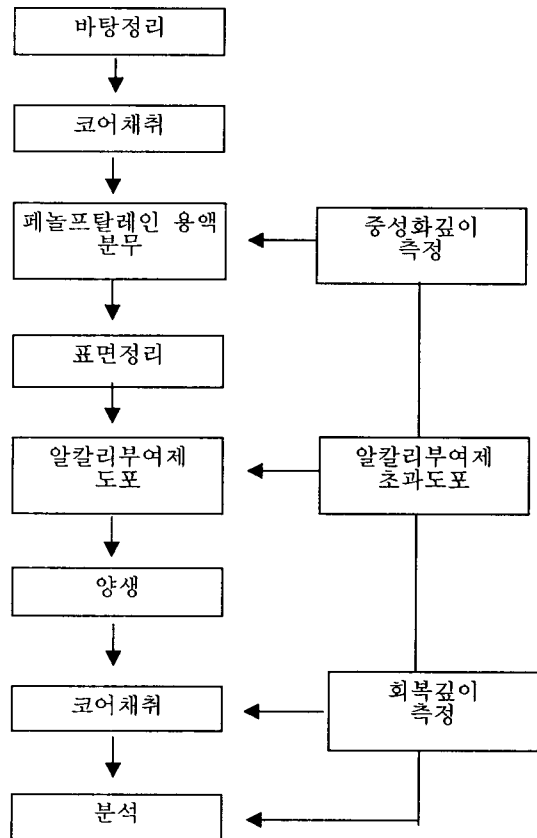 바탕정리
코어채취
페놀프탈레인 용액
분무
중성화깊이
측정
표면정리
알칼리부여제
도포
알칼리부여제
초과도포
양생
코어채취
회복깊이
측정
분석